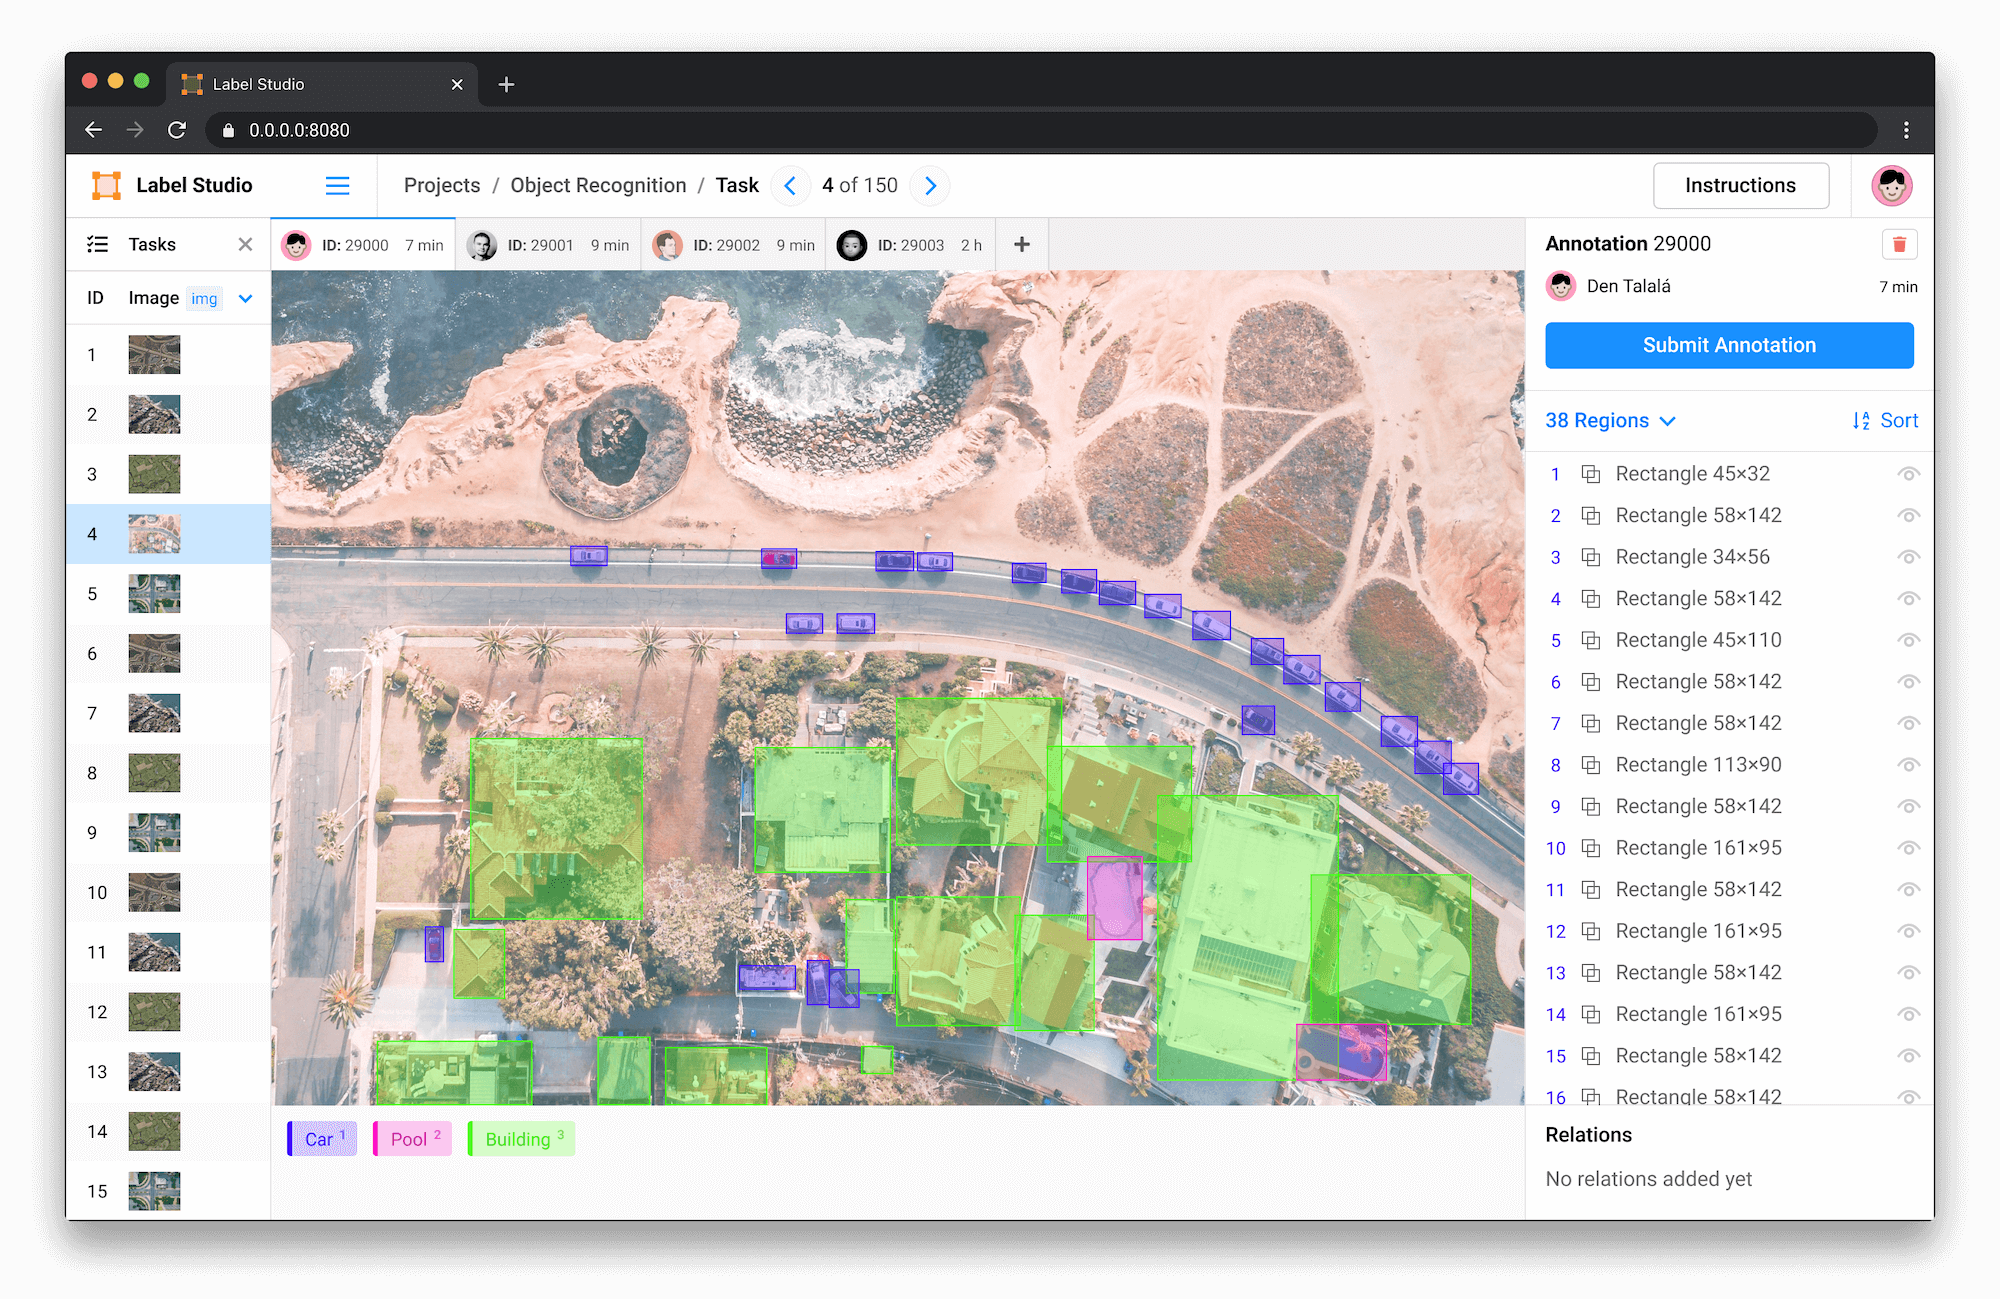 Label Studio
0.0.0.0:8080
Label Studio
Projects / Object Recognition / Task 4 of 150
Instructions
Tasks
ID Image img
1
2
3
4
5
6
7
8
9
10
11
12
13
14
15
ID: 29000 7 min
ID: 29001 9 min
ID: 29002 9 min
ID: 29003 2 h
Car 1
Pool 2
Building 3
Annotation 29000
Den Talalá 7 min
Submit Annotation
38 Regions
Sort
1 Rectangle 45×32
2 Rectangle 58×142
3 Rectangle 34×56
4 Rectangle 58×142
5 Rectangle 45×110
6 Rectangle 58×142
7 Rectangle 58×142
8 Rectangle 113×90
9 Rectangle 58×142
10 Rectangle 161×95
11 Rectangle 58×142
12 Rectangle 161×95
13 Rectangle 58×142
14 Rectangle 161×95
15 Rectangle 58×142
16 Rectangle 58×142
Relations
No relations added yet